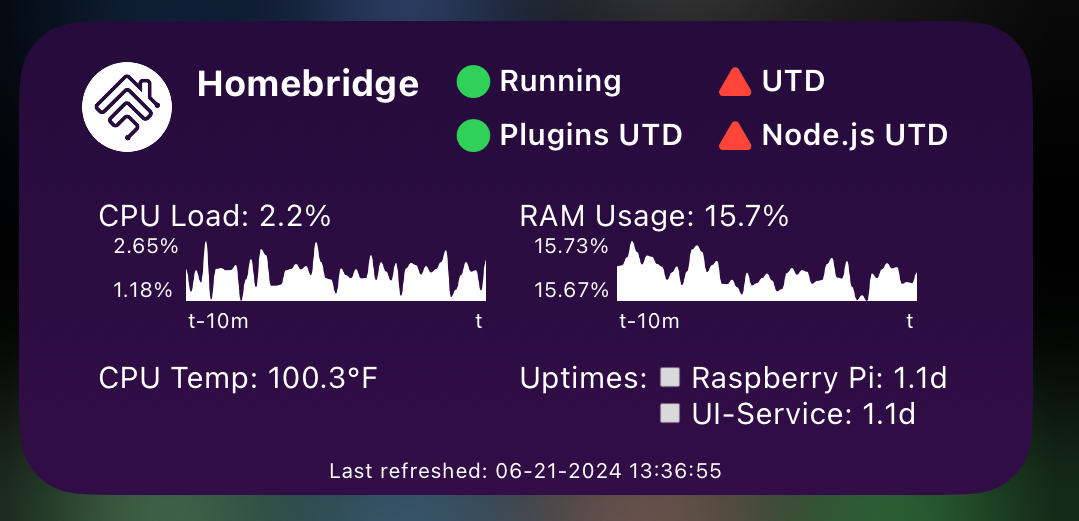 Homebridge
Running
UTD
Plugins UTD
Node.js UTD
CPU Load: 2.2%
2.65%
1.18%
t-10m
t
RAM Usage: 15.7%
15.73%
15.67%
t-10m
t
CPU Temp: 100.3°F
Uptimes:
Raspberry Pi: 1.1d
UI-Service: 1.1d
Last refreshed: 06-21-2024 13:36:55